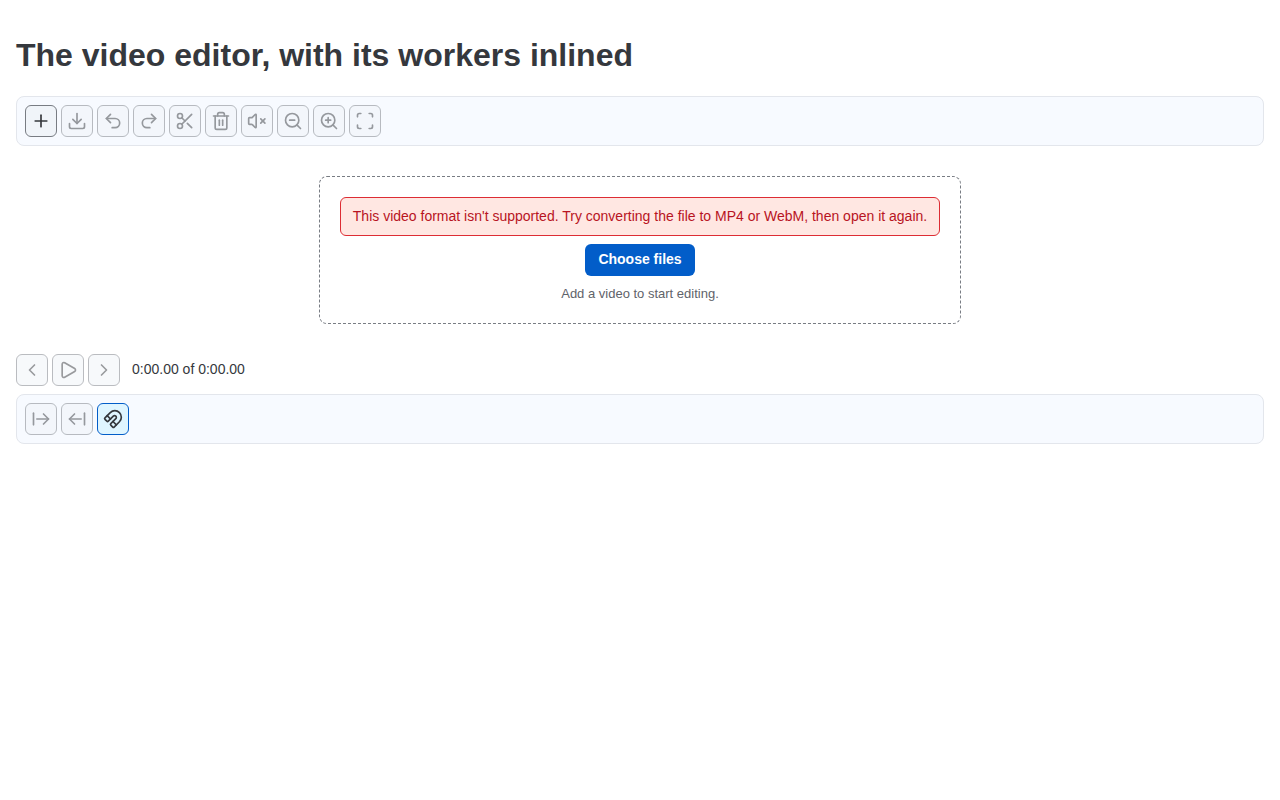 The video editor, with its workers inlined
This video format isn't supported. Try converting the file to MP4 or WebM, then open it again.
Choose files
Add a video to start editing.
0:00.00 of 0:00.00